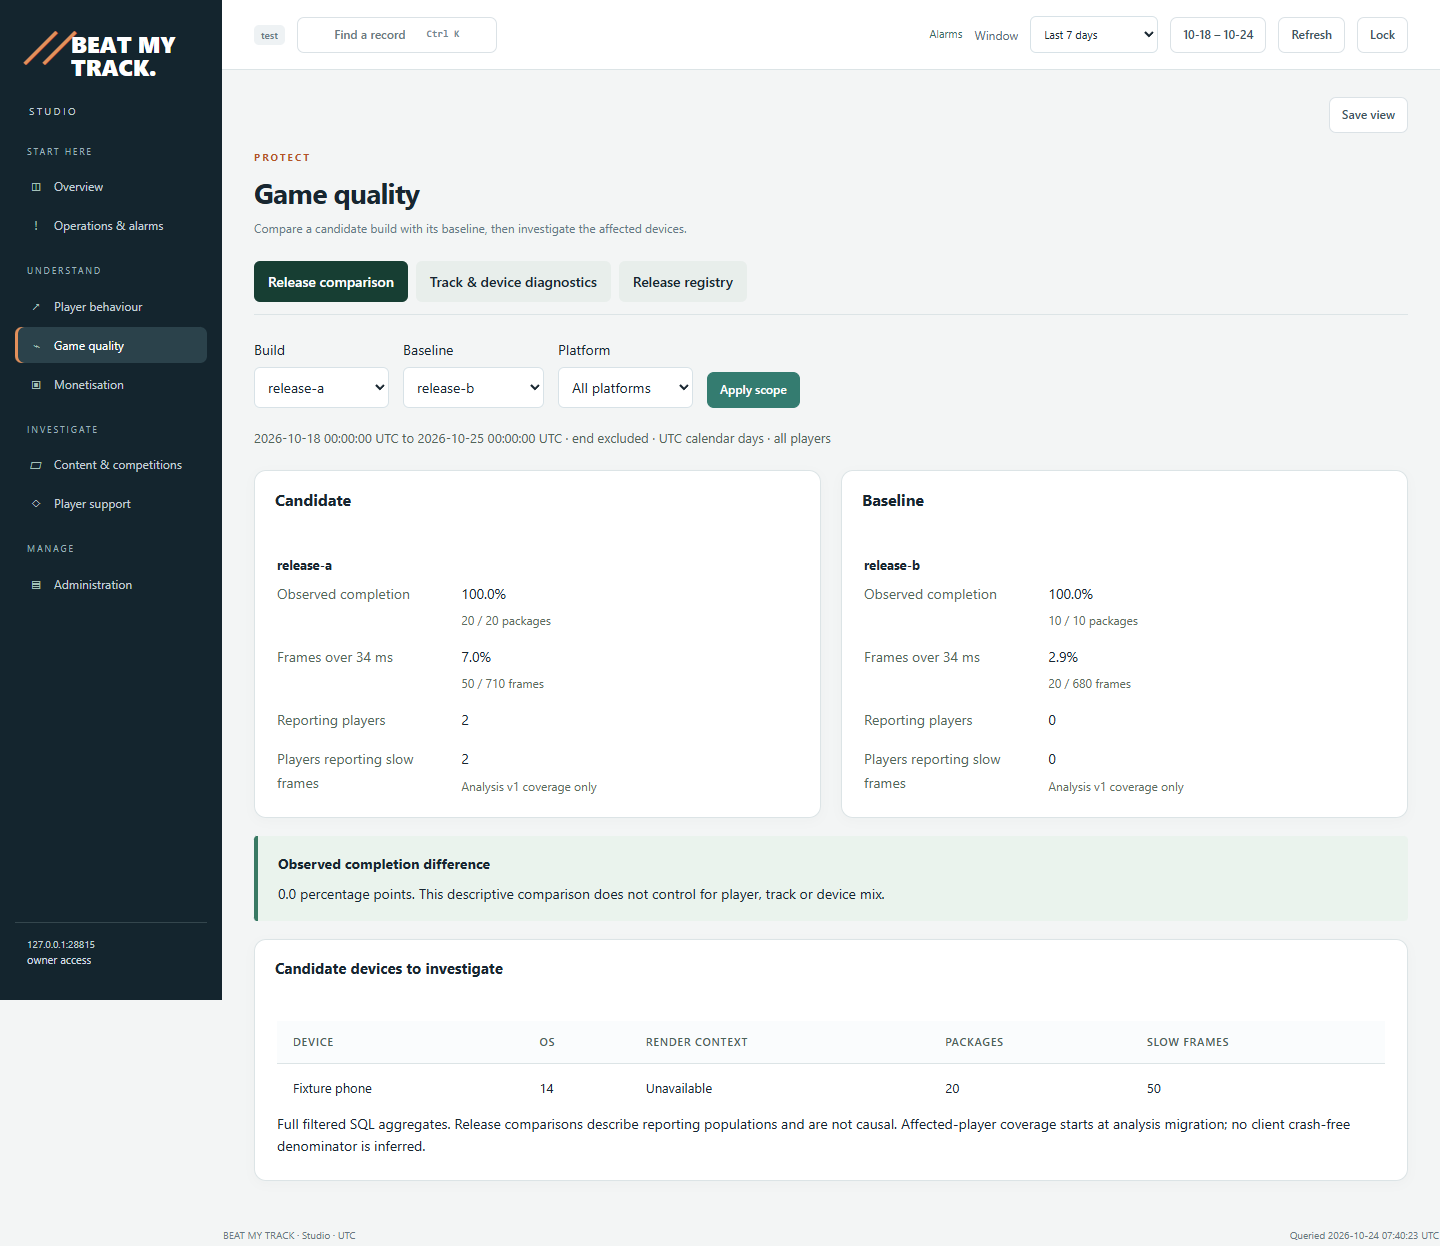 BEAT MY
TRACK.
STUDIO
START HERE
Overview
! Operations & alarms
UNDERSTAND
Player behaviour
Game quality
Monetisation
INVESTIGATE
Content & competitions
Player support
MANAGE
Administration
127.0.0.1:28815
owner access
test
Find a record Ctrl K
Alarms Window Last 7 days 10-18 – 10-24 Refresh Lock
Save view
PROTECT
Game quality
Compare a candidate build with its baseline, then investigate the affected devices.
Release comparison Track & device diagnostics Release registry
Build Baseline Platform
release-a release-b All platforms Apply scope
2026-10-18 00:00:00 UTC to 2026-10-25 00:00:00 UTC · end excluded · UTC calendar days · all players
Candidate
release-a
Observed completion 100.0%
20 / 20 packages
Frames over 34 ms 7.0%
50 / 710 frames
Reporting players 2
Players reporting slow frames 2
Analysis v1 coverage only
Baseline
release-b
Observed completion 100.0%
10 / 10 packages
Frames over 34 ms 2.9%
20 / 680 frames
Reporting players 0
Players reporting slow frames 0
Analysis v1 coverage only
Observed completion difference
0.0 percentage points. This descriptive comparison does not control for player, track or device mix.
Candidate devices to investigate
DEVICE OS RENDER CONTEXT PACKAGES SLOW FRAMES
Fixture phone 14 Unavailable 20 50
Full filtered SQL aggregates. Release comparisons describe reporting populations and are not causal. Affected-player coverage starts at analysis migration; no client crash-free
denominator is inferred.
BEAT MY TRACK · Studio · UTC
Queried 2026-10-24 07:40:23 UTC